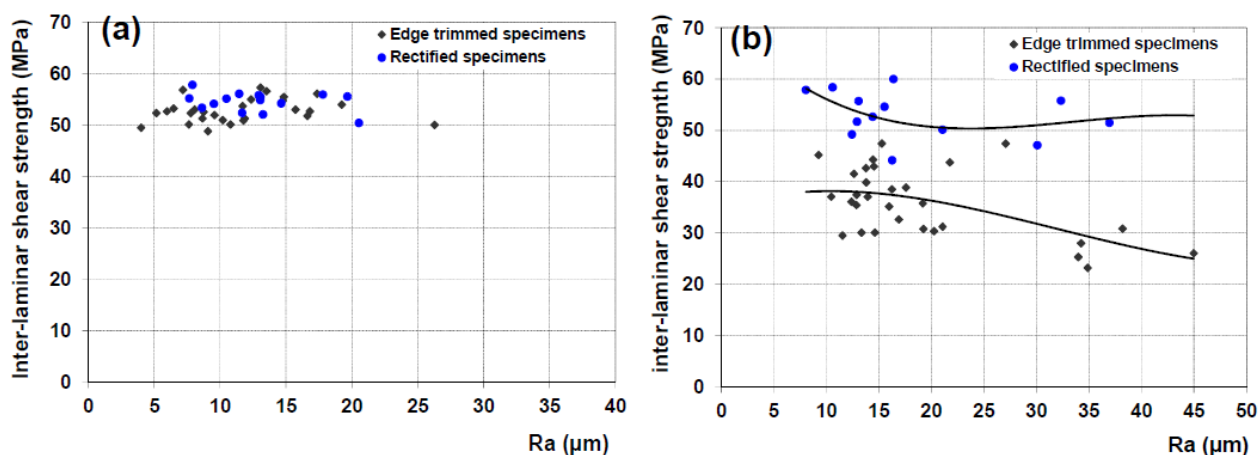 (a)
Edge trimmed specimens
Rectified specimens
Inter-laminar shear strength (MPa)
70
60
50
40
30
20
10
0
0 5 10 15 20 25 30 35 40
Ra (µm)
(b)
Edge trimmed specimens
Rectified specimens
inter-laminar shear stregnth (MPa)
70
60
50
40
30
20
10
0
0 5 10 15 20 25 30 35 40 45 50
Ra (µm)